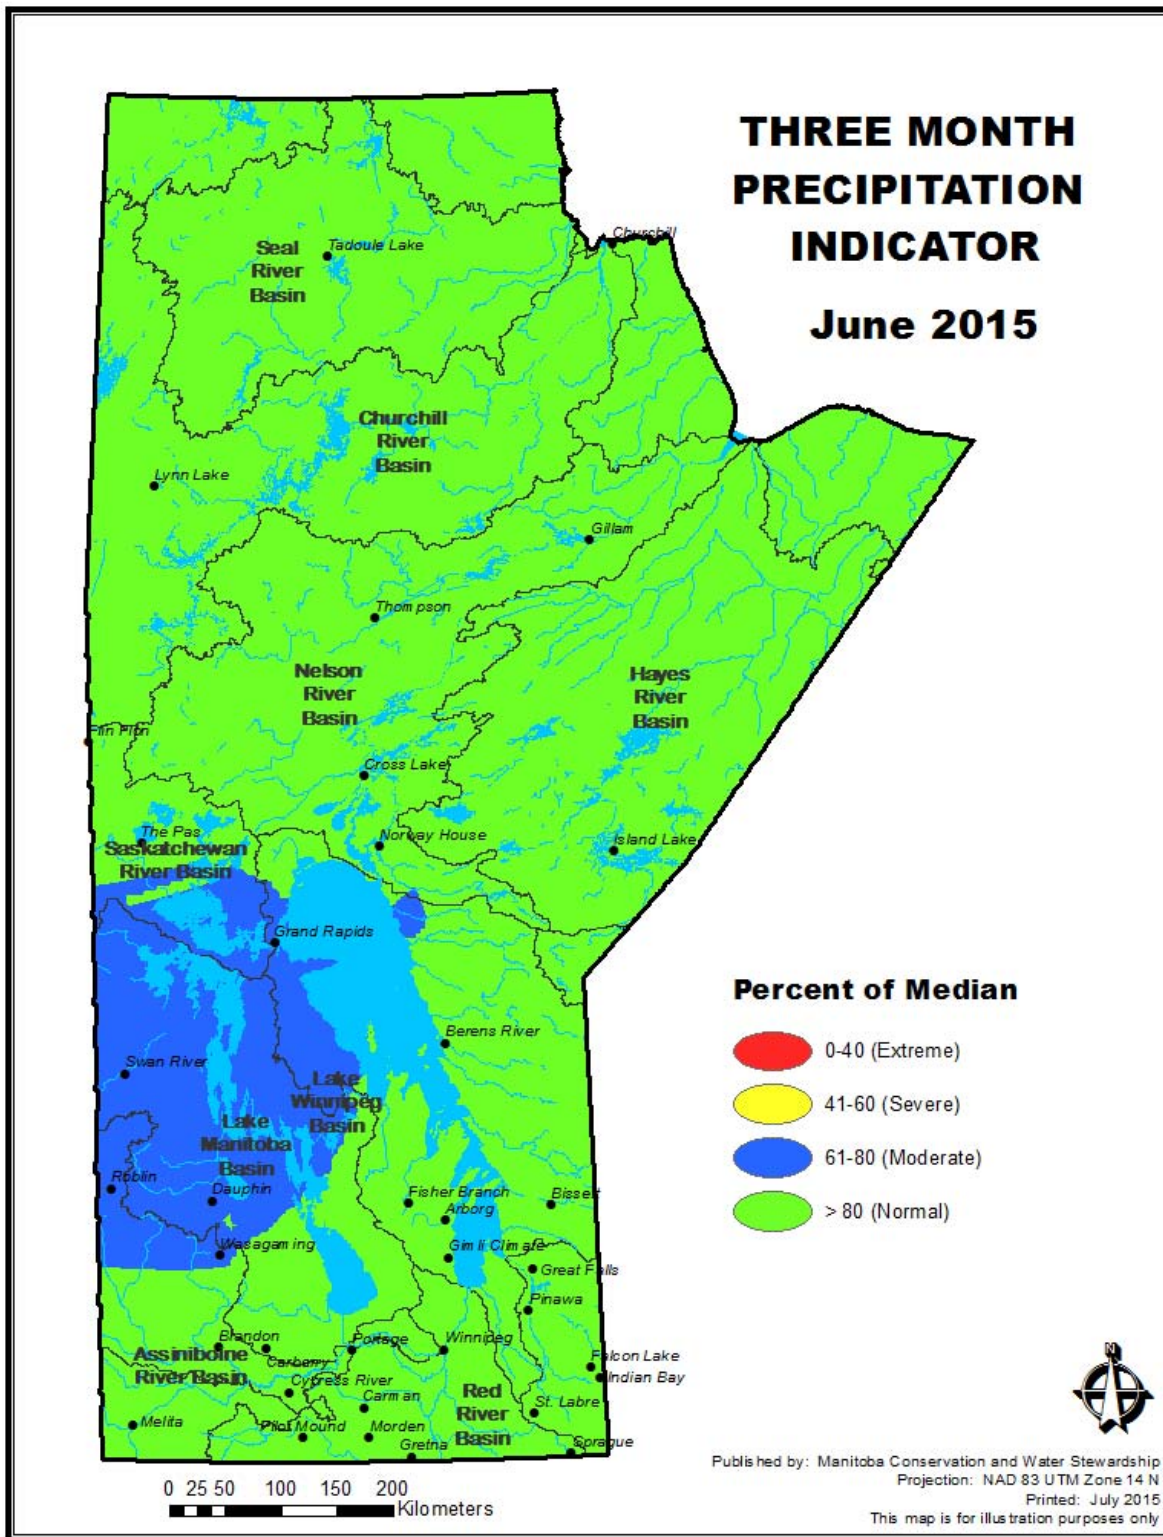 THREE MONTH
PRECIPITATION
INDICATOR
June 2015
Churchill
Seal
River
Basin
Tadoule Lake
Churchill
River
Basin
Lynn Lake
Gillam
Thompson
Nelson
River
Basin
Hayes
River
Basin
Flin Flon
Cross Lake
The Pas
Norway House
Island Lake
Saskatchewan
River Basin
Grand Rapids
Percent of Median
0-40 (Extreme)
41-60 (Severe)
61-80 (Moderate)
> 80 (Normal)
Berens River
Swan River
Lake
Winnipeg
Basin
Lake
Manitoba
Basin
Roblin
Dauphin
Fisher Branch
Bissett
Arborg
Wasagaming
Gimli Climate
Great Falls
Pinawa
Brandon
Carberry
Portage
Winnipeg
Falcon Lake
Indian Bay
Assiniboine
River Basin
Cypress River
Carman
Red
River
Basin
St. Labre
Melita
Pilot Mound
Morden
Gretna
Sprague
N
0 25 50 100 150 200
Kilometers
Published by: Manitoba Conservation and Water Stewardship
Projection: NAD 83 UTM Zone 14 N
Printed: July 2015
This map is for illustration purposes only